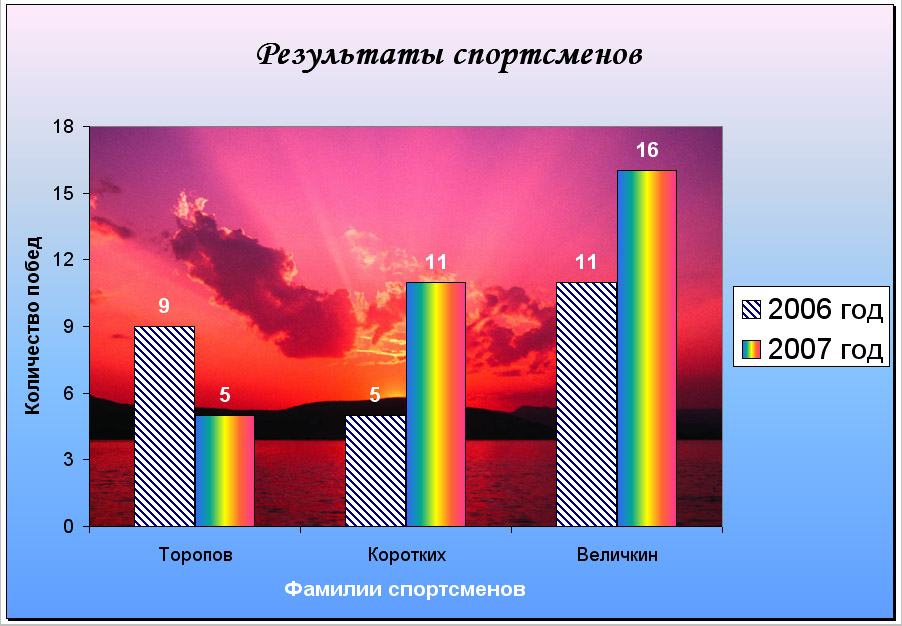 Результаты спортсменов
18
15
12
9
6
3
0
Количество побед
9
5
5
11
11
16
Торопов
Коротких
Величкин
Фамилии спортсменов
2006 год
2007 год